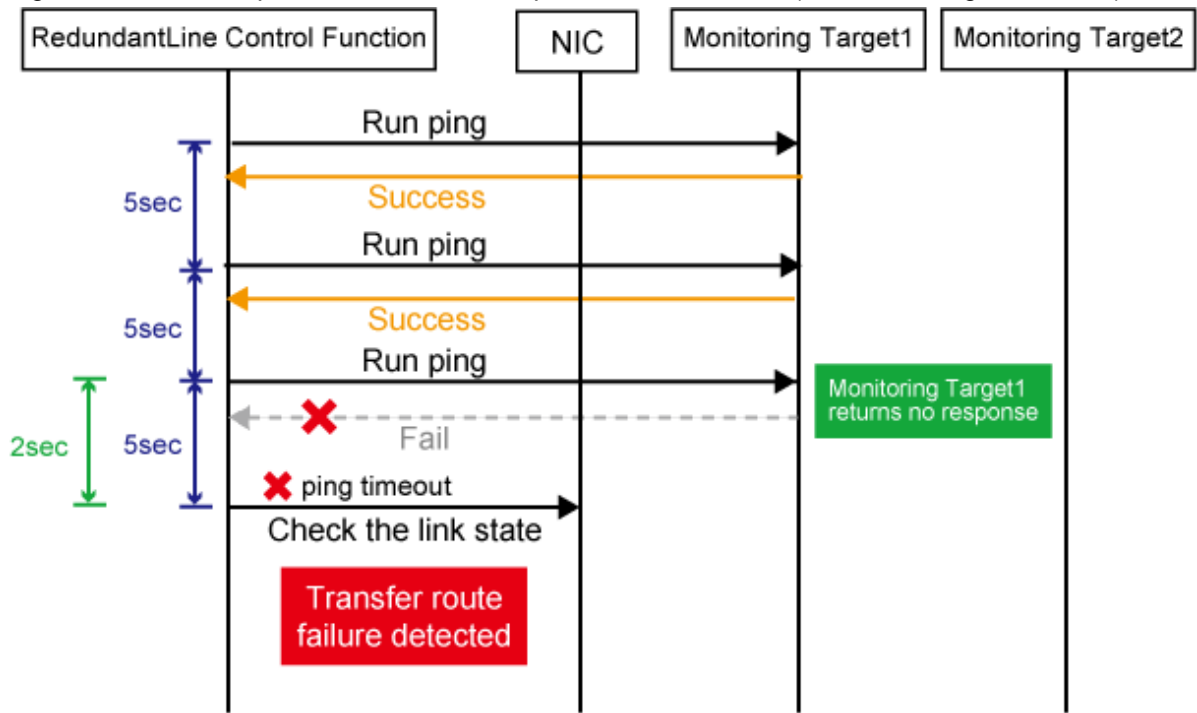 RedundantLine Control Function
NIC
Monitoring Target1
Monitoring Target2
Run ping
Success
5sec
Run ping
Success
5sec
Run ping
Monitoring Target1
returns no response
Fail
2sec
5sec
ping timeout
Check the link state
Transfer route
failure detected